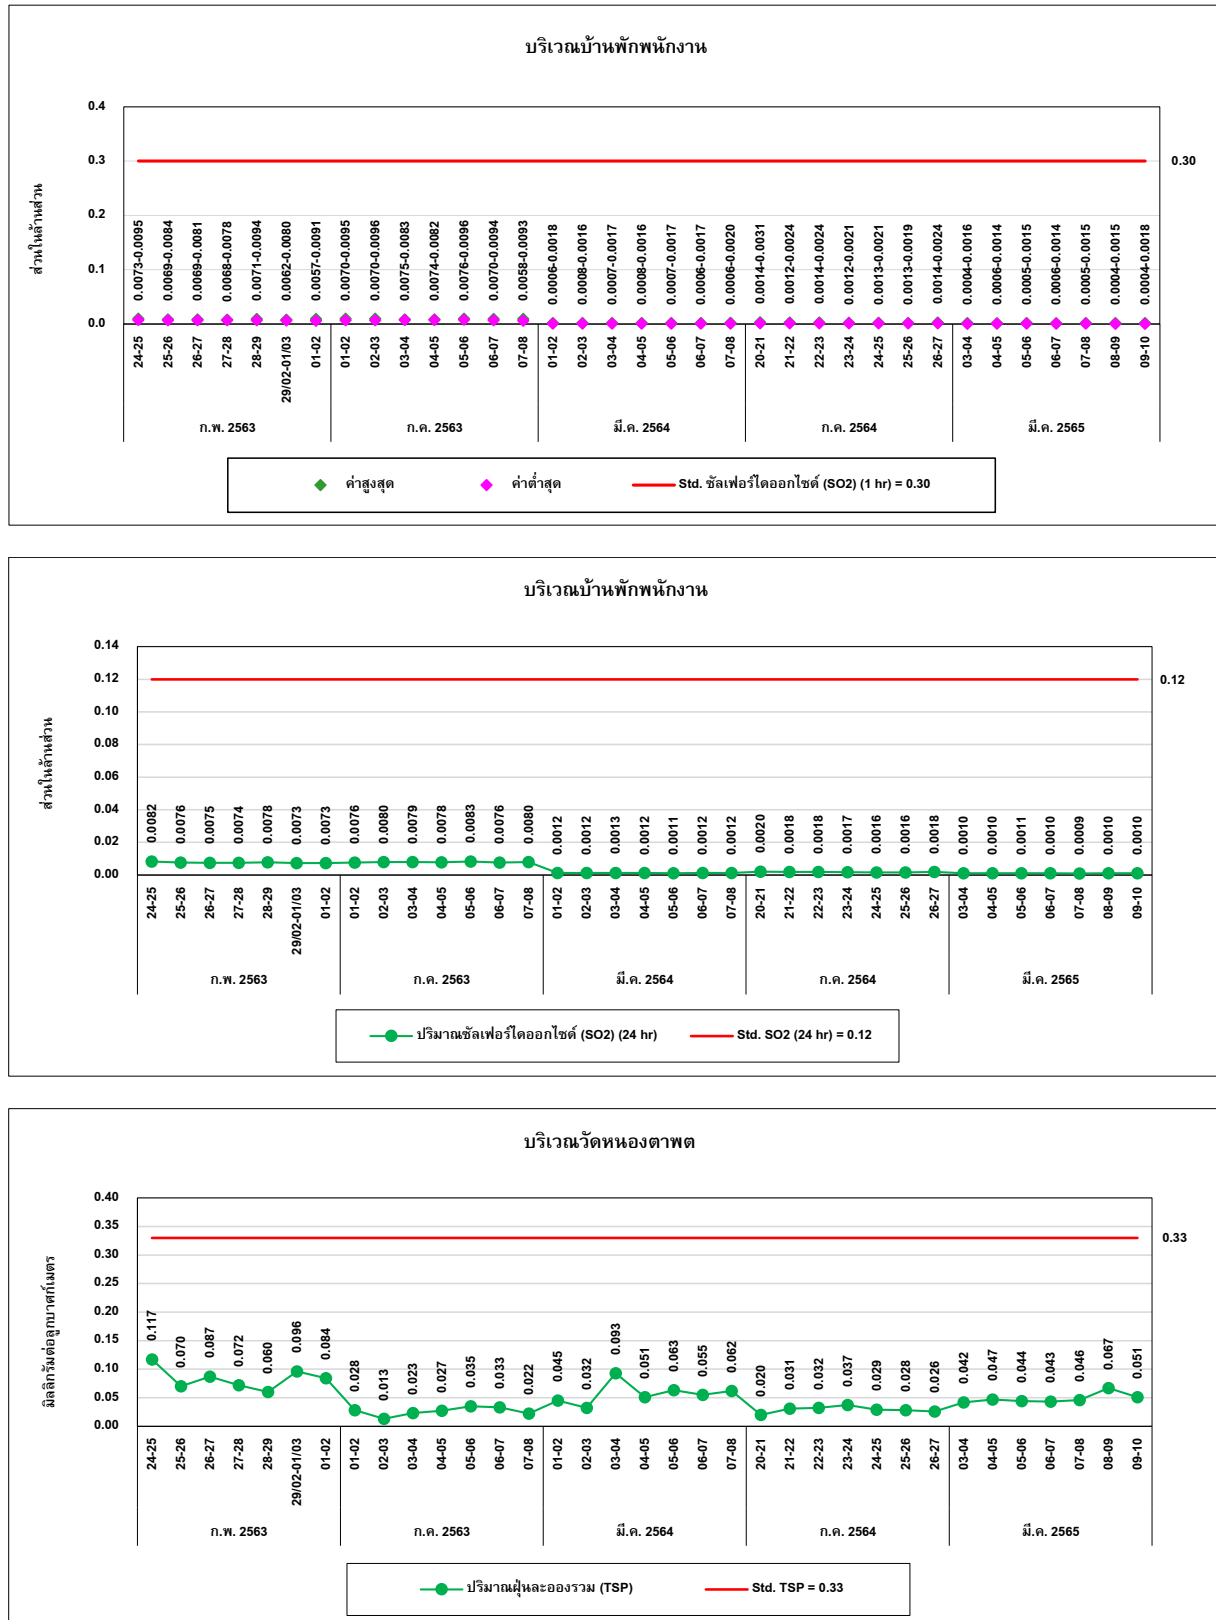 บริเวณบ้านพักพนักงาน
ส่วนในล้านส่วน
0.4
0.3
0.2
0.1
0.0
0.30
0.0073-0.0095 0.0069-0.0084 0.0069-0.0081 0.0068-0.0078 0.0071-0.0094 0.0062-0.0080 0.0057-0.0091 0.0070-0.0095 0.0070-0.0096 0.0075-0.0083 0.0074-0.0082 0.0076-0.0096 0.0070-0.0094 0.0058-0.0093 0.0006-0.0018 0.0008-0.0016 0.0007-0.0017 0.0008-0.0016 0.0007-0.0017 0.0006-0.0017 0.0006-0.0020 0.0014-0.0031 0.0012-0.0024 0.0014-0.0024 0.0012-0.0021 0.0013-0.0021 0.0013-0.0019 0.0014-0.0024 0.0004-0.0016 0.0006-0.0014 0.0005-0.0015 0.0006-0.0014 0.0005-0.0015 0.0004-0.0015 0.0004-0.0018
24-25 25-26 26-27 27-28 28-29 29/02-01/03 01-02 01-02 02-03 03-04 04-05 05-06 06-07 07-08 01-02 02-03 03-04 04-05 05-06 06-07 07-08 20-21 21-22 22-23 23-24 24-25 25-26 26-27 03-04 04-05 05-06 06-07 07-08 08-09 09-10
ก.พ. 2563 ก.ค. 2563 มี.ค. 2564 ก.ค. 2564 มี.ค. 2565
ค่าสูงสุด ค่าต่ำสุด Std. ซัลเฟอร์ไดออกไซด์ (SO2) (1 hr) = 0.30
บริเวณบ้านพักพนักงาน
ส่วนในล้านส่วน
0.14
0.12
0.10
0.08
0.06
0.04
0.02
0.00
0.12
0.0082 0.0076 0.0075 0.0074 0.0078 0.0073 0.0073 0.0076 0.0080 0.0079 0.0078 0.0083 0.0076 0.0080 0.0012 0.0012 0.0013 0.0012 0.0011 0.0012 0.0012 0.0020 0.0018 0.0018 0.0017 0.0016 0.0016 0.0018 0.0010 0.0010 0.0011 0.0010 0.0009 0.0010 0.0010
24-25 25-26 26-27 27-28 28-29 29/02-01/03 01-02 01-02 02-03 03-04 04-05 05-06 06-07 07-08 01-02 02-03 03-04 04-05 05-06 06-07 07-08 20-21 21-22 22-23 23-24 24-25 25-26 26-27 03-04 04-05 05-06 06-07 07-08 08-09 09-10
ก.พ. 2563 ก.ค. 2563 มี.ค. 2564 ก.ค. 2564 มี.ค. 2565
ปริมาณซัลเฟอร์ไดออกไซด์ (SO2) (24 hr) Std. SO2 (24 hr) = 0.12
บริเวณวัดหนองตาพต
มิลลิกรัมต่อลูกบาศก์เมตร
0.40
0.35
0.30
0.25
0.20
0.15
0.10
0.05
0.00
0.33
0.117 0.070 0.087 0.072 0.060 0.096 0.084 0.028 0.013 0.023 0.027 0.035 0.033 0.022 0.045 0.032 0.093 0.051 0.063 0.055 0.062 0.020 0.031 0.032 0.037 0.029 0.028 0.026 0.042 0.047 0.044 0.043 0.046 0.067 0.051
24-25 25-26 26-27 27-28 28-29 29/02-01/03 01-02 01-02 02-03 03-04 04-05 05-06 06-07 07-08 01-02 02-03 03-04 04-05 05-06 06-07 07-08 20-21 21-22 22-23 23-24 24-25 25-26 26-27 03-04 04-05 05-06 06-07 07-08 08-09 09-10
ก.พ. 2563 ก.ค. 2563 มี.ค. 2564 ก.ค. 2564 มี.ค. 2565
ปริมาณฝุ่นละอองรวม (TSP) Std. TSP = 0.33